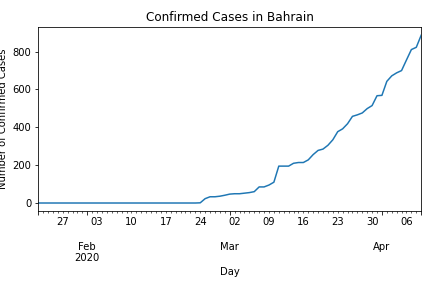 Confirmed Cases in Bahrain
Number of Confirmed Cases
800
600
400
200
0
27 03 10 17 24 02 09 16 23 30 06
Feb Mar Apr
2020
Day